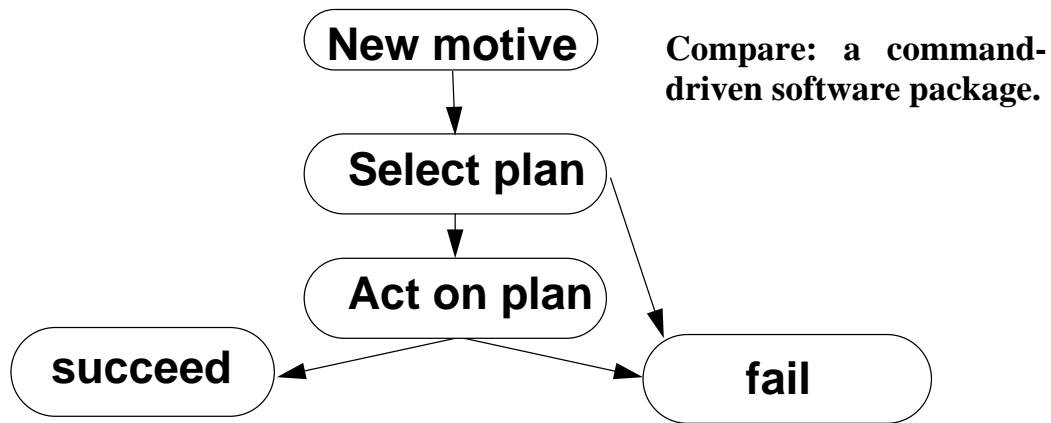 New motive
Compare: a command-
driven software package.
Select plan
Act on plan
succeed
fail